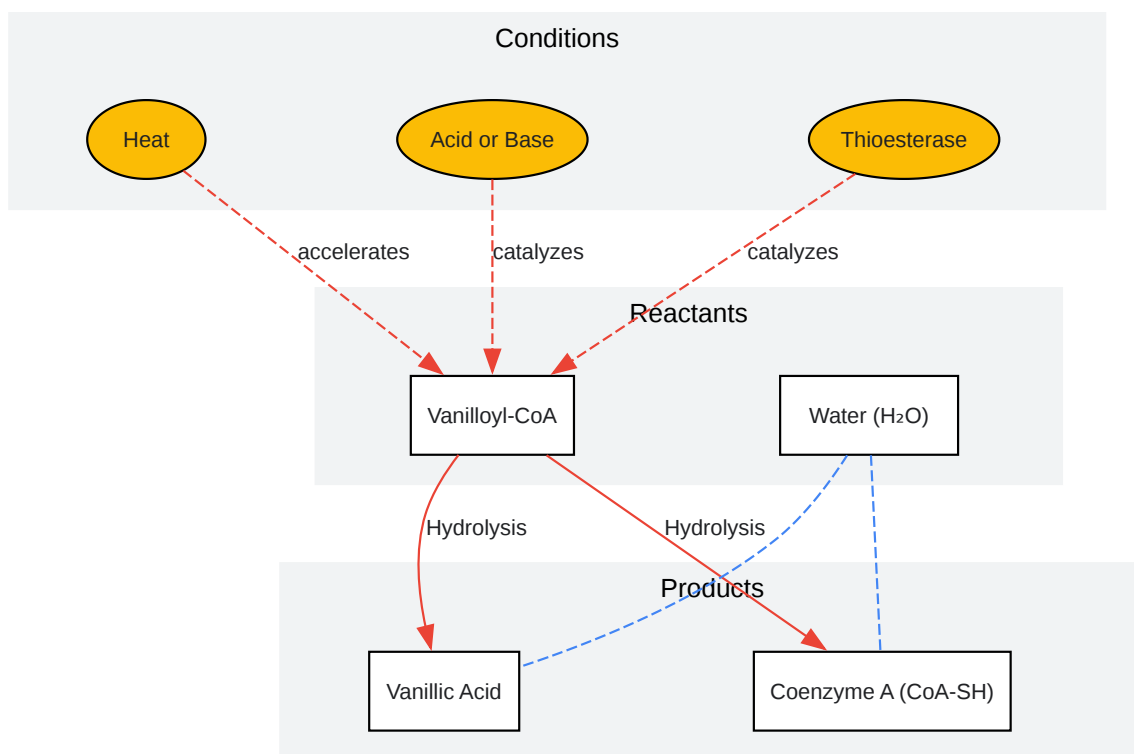 Conditions
Heat
Acid or Base
Thioesterase
accelerates
catalyzes
catalyzes
Reactants
Vanilloyl-CoA
Water (H₂O)
Hydrolysis
Hydrolysis
Products
Vanillic Acid
Coenzyme A (CoA-SH)